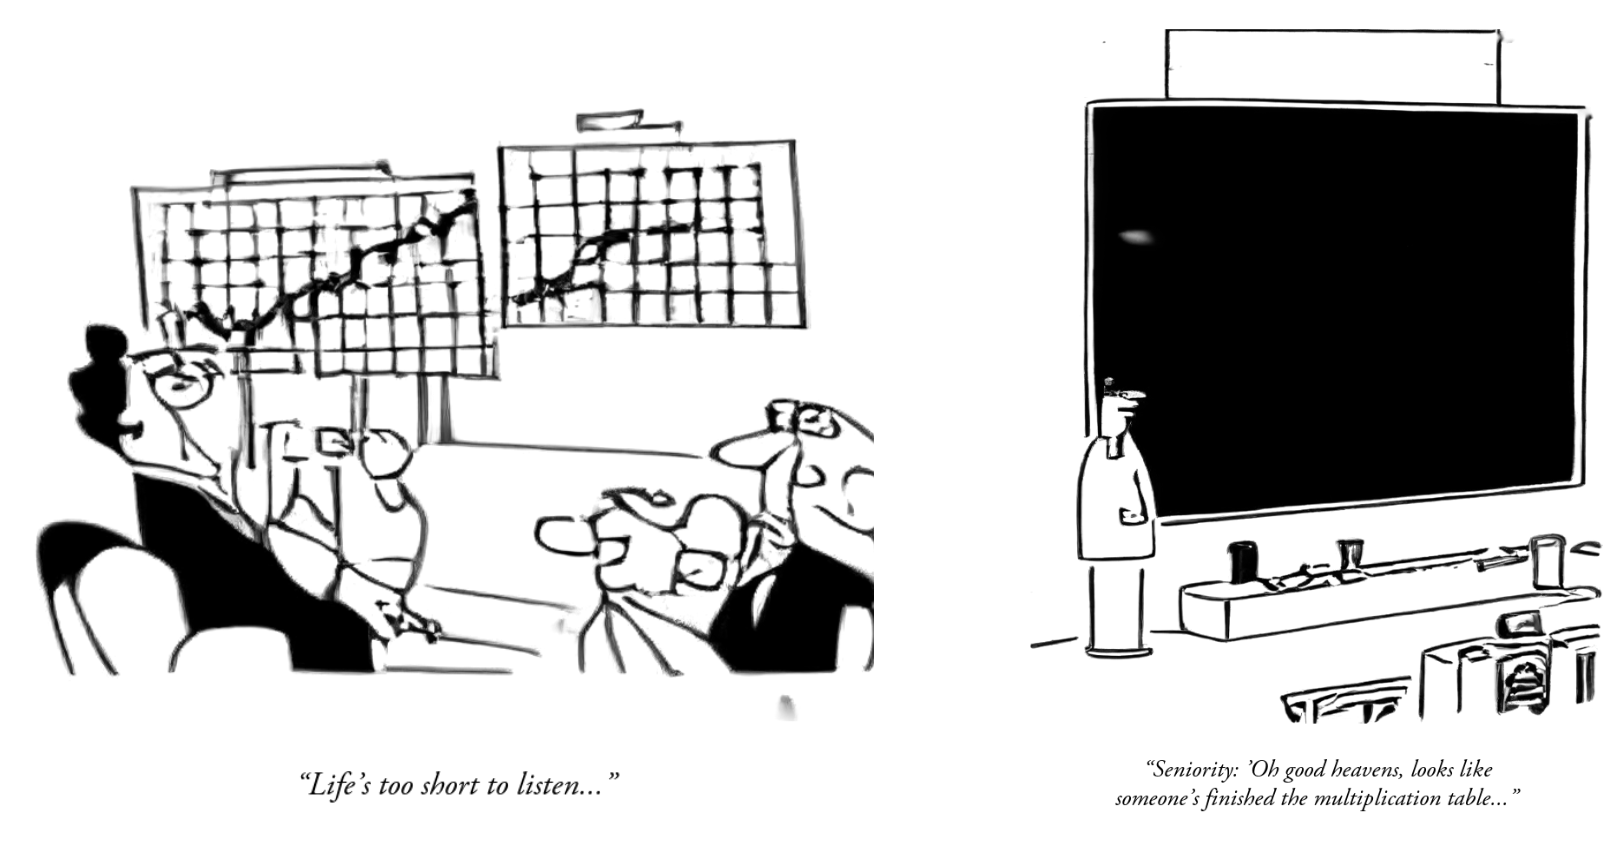 “Life’s too short to listen...”
“Seniority: ’Oh good heavens, looks like
someone’s finished the multiplication table...”